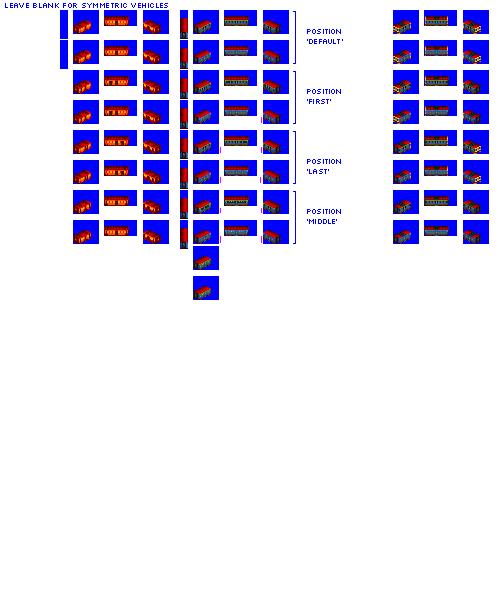 LEAVE BLANK FOR SYMMETRIC VEHICLES
POSITION
'DEFAULT'
POSITION
'FIRST'
POSITION
'LAST'
POSITION
'MIDDLE'